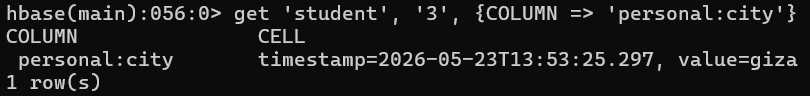 hbase(main):056:0> get 'student', '3', {COLUMN => 'personal:city'}
COLUMN CELL
personal:city timestamp=2026-05-23T13:53:25.297, value=giza
1 row(s)